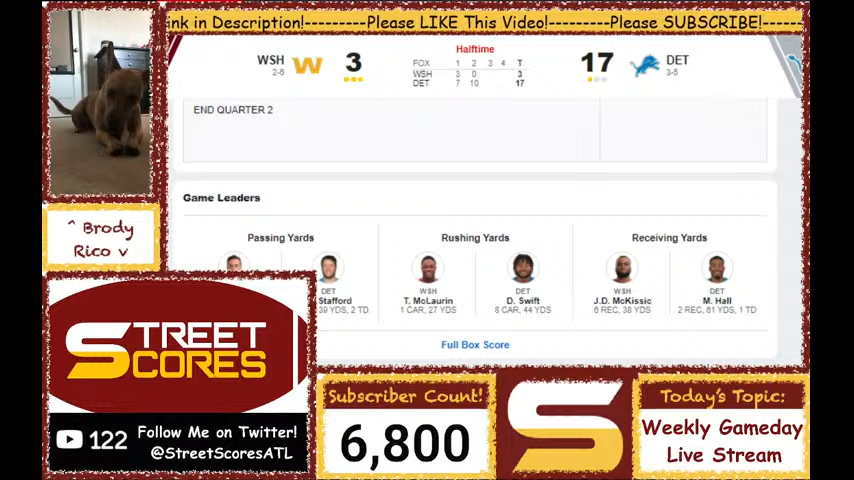 ink in Description!---------Please LIKE This Video!---------Please SUBSCRIBE!------
Halftime
WSH
2-6
3
FOX 1 2 3 4 T
WSH 3 0 3
DET 7 10 17
17
DET
3-5
END QUARTER 2
Game Leaders
Passing Yards
Rushing Yards
Receiving Yards
DET
Stafford
39 YDS, 2 TD
WSH
T. McLaurin
1 CAR, 27 YDS
DET
D. Swift
8 CAR, 44 YDS
WSH
J.D. McKissic
6 REC, 38 YDS
DET
M. Hall
2 REC, 61 YDS, 1 TD
Full Box Score
^ Brody
Rico v
STREET
SCORES
122
Follow Me on Twitter!
@StreetScoresATL
Subscriber Count!
6,800
S
Today's Topic:
Weekly Gameday
Live Stream